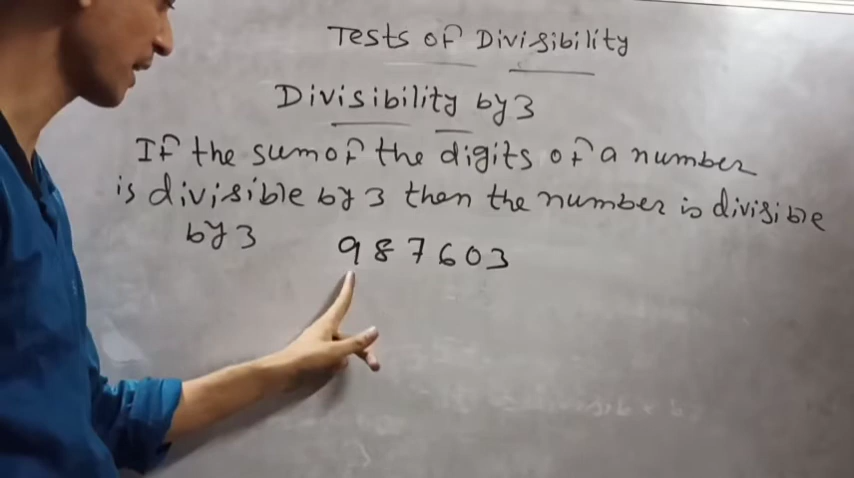 Tests of Divisibility
Divisibility by 3
If the sum of the digits of a number
is divisible by 3 then the number is divisible
by 3 987603